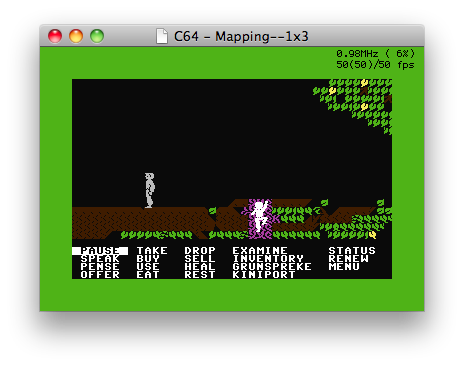 C64 - Mapping--1x3
0.98MHz ( 6%)
50(50)/50 fps
PAUSE TAKE DROP EXAMINE STATUS
SPEAK BUY SELL INVENTORY RENEW
PENSE USE HEAL GRUNSPREKE MENU
OFFER EAT REST KINIPORT